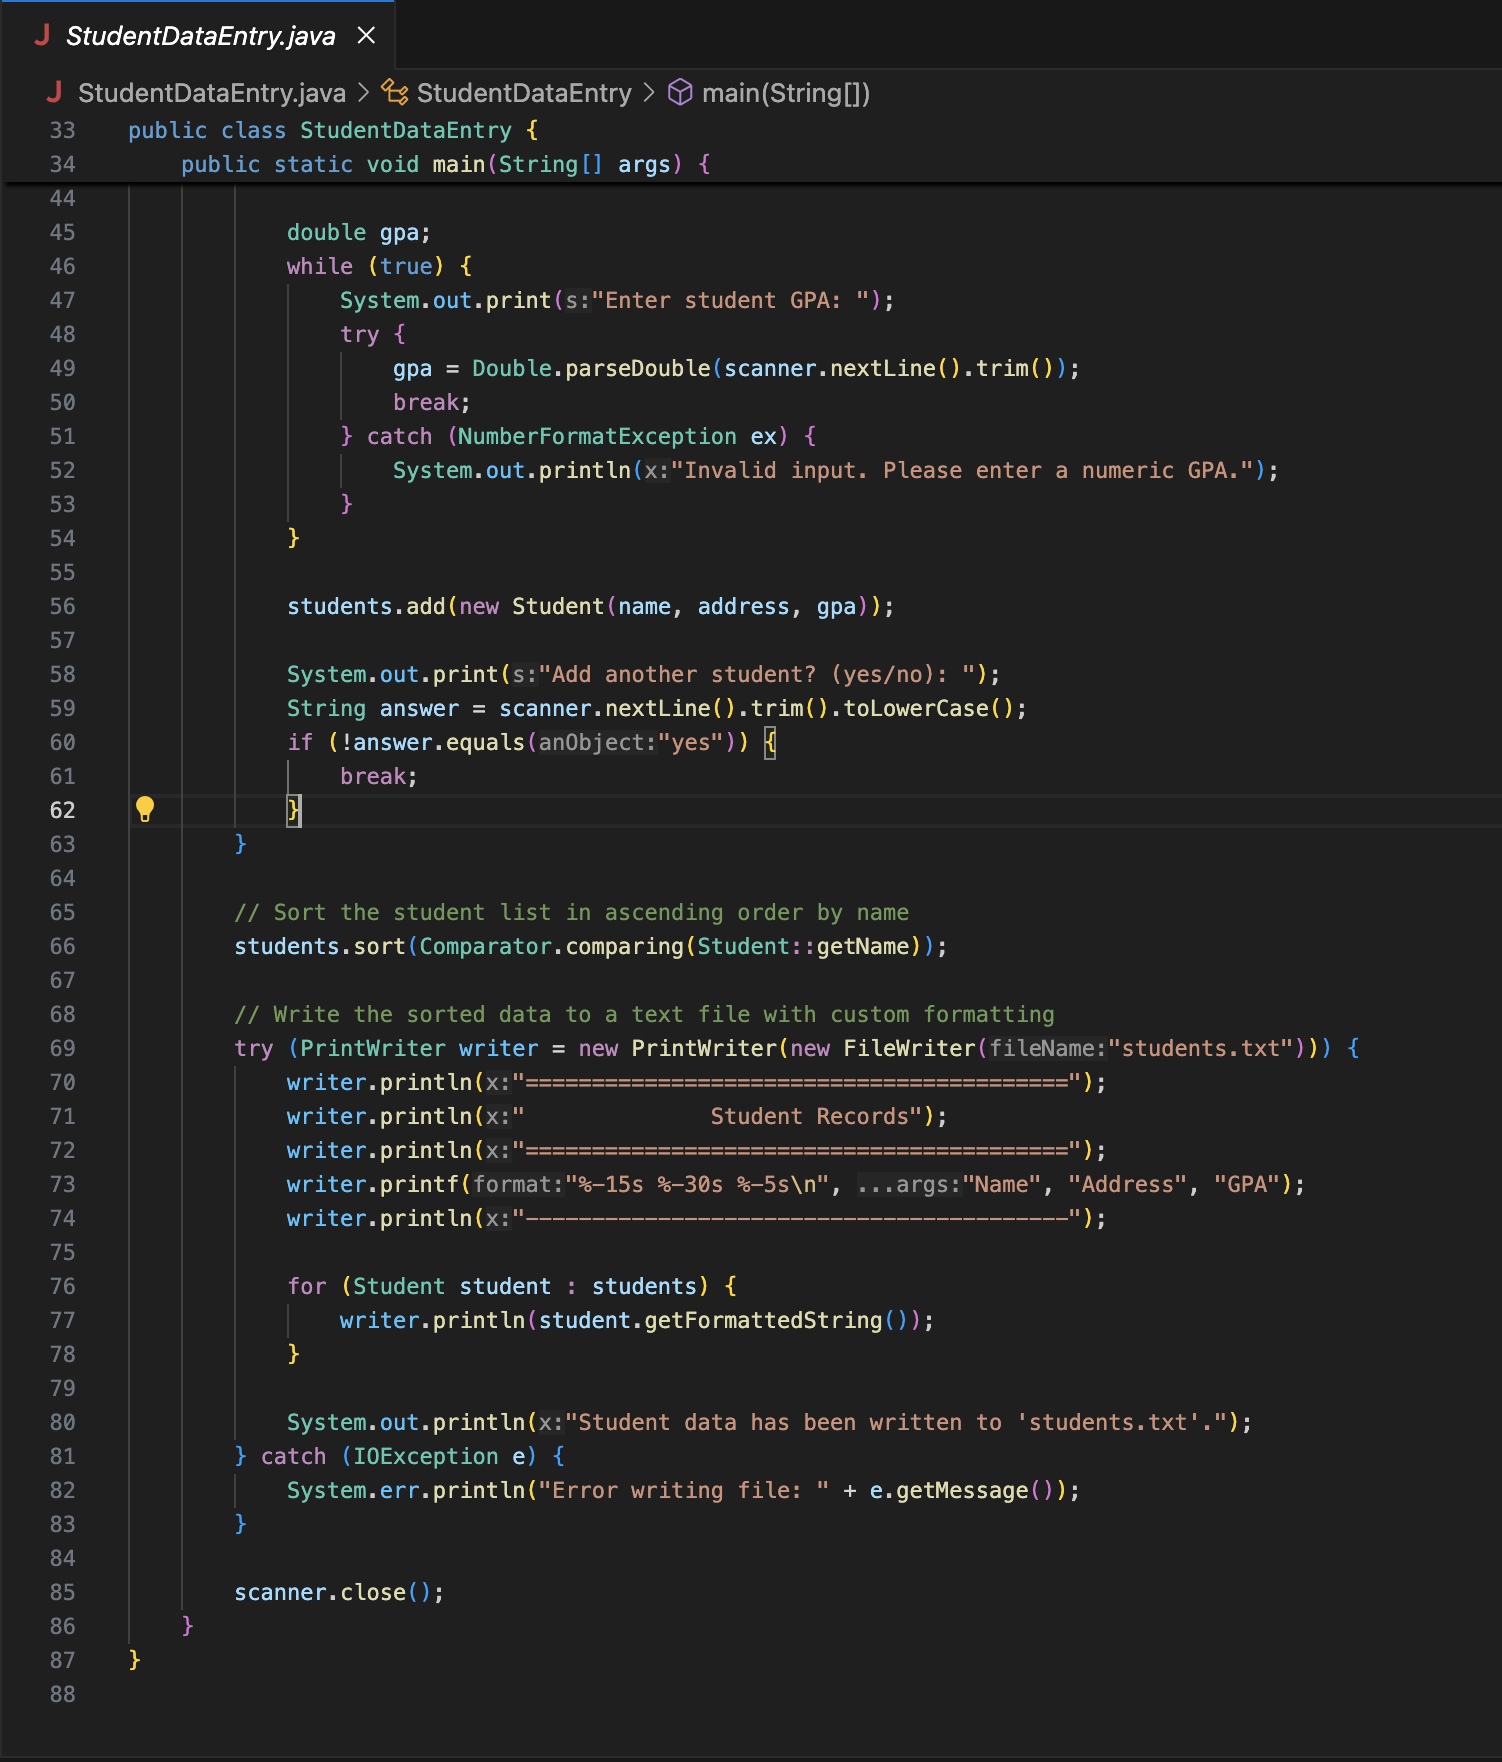 StudentDataEntry.java
StudentDataEntry.java > StudentDataEntry > main(String[])
33 public class StudentDataEntry {
34     public static void main(String[] args) {
44
45             double gpa;
46             while (true) {
47                 System.out.print(s:"Enter student GPA: ");
48                 try {
49                     gpa = Double.parseDouble(scanner.nextLine().trim());
50                     break;
51                 } catch (NumberFormatException ex) {
52                     System.out.println(x:"Invalid input. Please enter a numeric GPA.");
53                 }
54             }
55
56             students.add(new Student(name, address, gpa));
57
58             System.out.print(s:"Add another student? (yes/no): ");
59             String answer = scanner.nextLine().trim().toLowerCase();
60             if (!answer.equals(anObject:"yes")) {
61                 break;
62             }
63         }
64
65         // Sort the student list in ascending order by name
66         students.sort(Comparator.comparing(Student::getName));
67
68         // Write the sorted data to a text file with custom formatting
69         try (PrintWriter writer = new PrintWriter(new FileWriter(fileName:"students.txt"))) {
70             writer.println(x:"=========================================");
71             writer.println(x:"              Student Records");
72             writer.println(x:"=========================================");
73             writer.printf(format:"%-15s %-30s %-5s\n", ...args:"Name", "Address", "GPA");
74             writer.println(x:"-----------------------------------------");
75
76             for (Student student : students) {
77                 writer.println(student.getFormattedString());
78             }
79
80             System.out.println(x:"Student data has been written to 'students.txt'.");
81         } catch (IOException e) {
82             System.err.println("Error writing file: " + e.getMessage());
83         }
84
85         scanner.close();
86     }
87 }
88